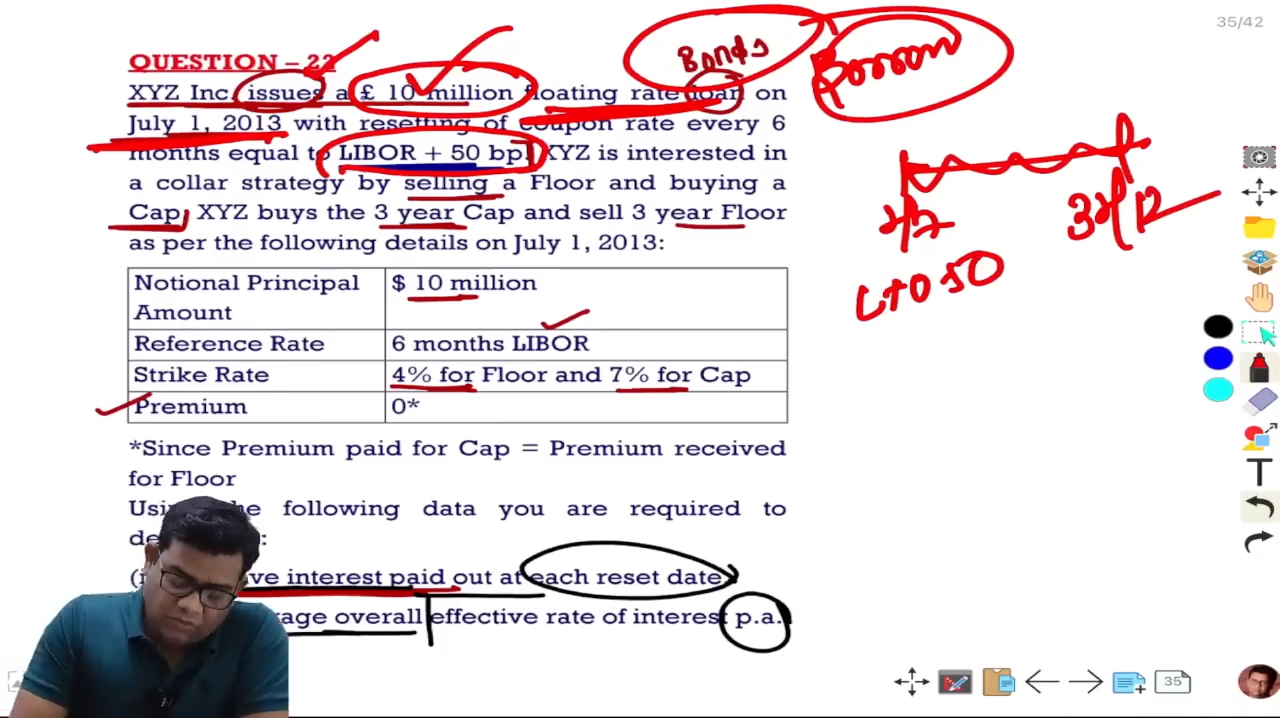 35/42
QUESTION – 22
Bonds
Borrow
XYZ Inc. issues a £ 10 million floating rate loan on
July 1, 2013 with resetting of coupon rate every 6
months equal to LIBOR + 50 bp. XYZ is interested in
a collar strategy by selling a Floor and buying a
Cap. XYZ buys the 3 year Cap and sell 3 year Floor
as per the following details on July 1, 2013:
Notional Principal Amount $ 10 million
Reference Rate 6 months LIBOR
Strike Rate 4% for Floor and 7% for Cap
Premium 0*
31/12
L+0.50
*Since Premium paid for Cap = Premium received
for Floor
the following data you are required to
interest paid out at each reset date.
overall effective rate of interest p.a.
35